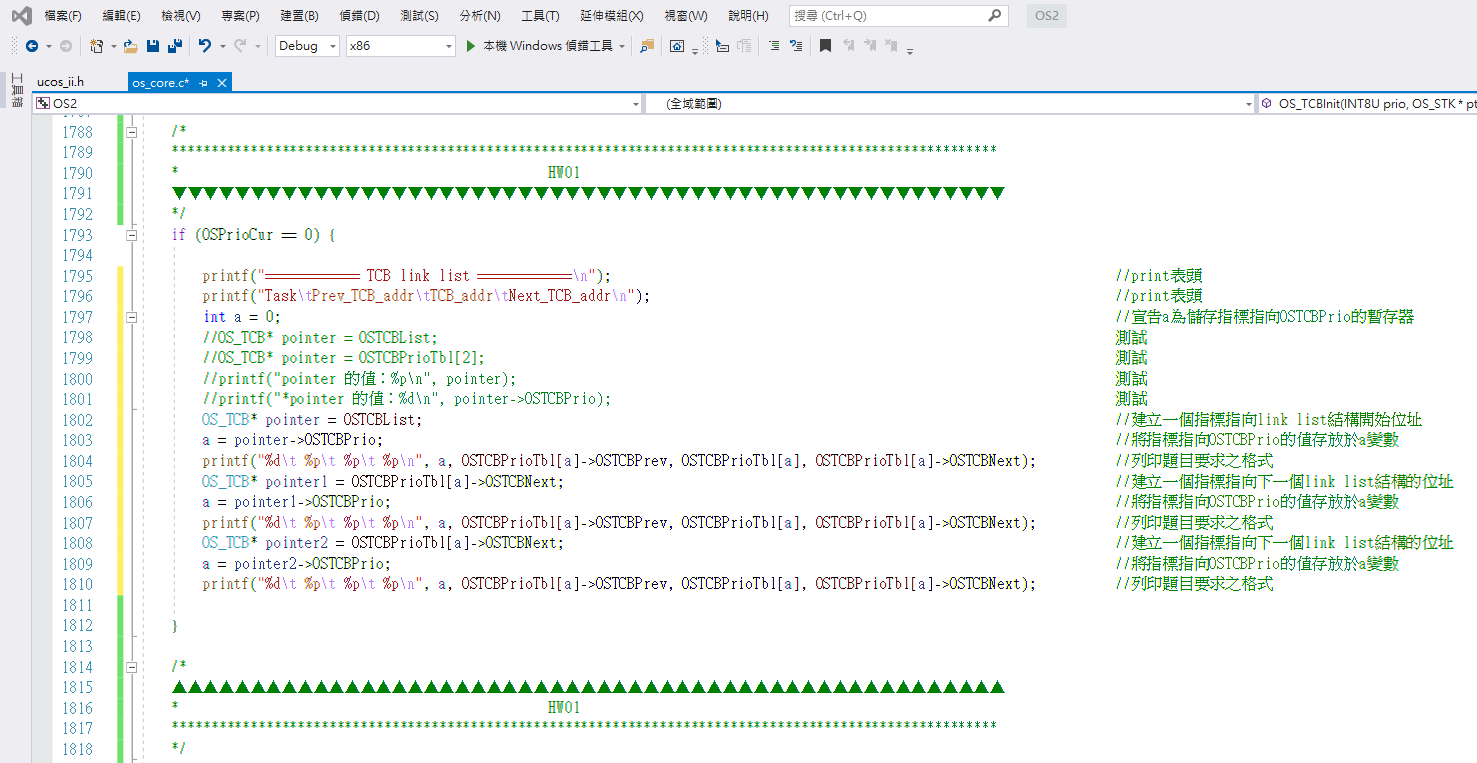 檔案(F) 編輯(E) 檢視(V) 專案(P) 建置(B) 偵錯(D) 測試(S) 分析(N) 工具(T) 延伸模組(X) 視窗(W) 說明(H) 搜尋 (Ctrl+Q) OS2
Debug x86 本機 Windows 偵錯工具
工具箱
ucos_ii.h os_core.c*
OS2 (全域範圍) OS_TCBInit(INT8U prio, OS_STK * pt
1788 /*
1789 *********************************************************************************************************
1790 * HW01
1791 ▼▼▼▼▼▼▼▼▼▼▼▼▼▼▼▼▼▼▼▼▼▼▼▼▼▼▼▼▼▼▼▼▼▼▼▼▼▼▼▼▼▼▼▼▼▼▼▼▼▼▼▼▼
1792 */
1793 if (OSPrioCur == 0) {
1794
1795 printf("============ TCB link list ============\n"); //print表頭
1796 printf("Task\tPrev_TCB_addr\tTCB_addr\tNext_TCB_addr\n"); //print表頭
1797 int a = 0; //宣告a為儲存指標指向OSTCBPrio的暫存器
1798 //OS_TCB* pointer = OSTCBList; 測試
1799 //OS_TCB* pointer = OSTCBPrioTbl[2]; 測試
1800 //printf("pointer 的值：%p\n", pointer); 測試
1801 //printf("*pointer 的值：%d\n", pointer->OSTCBPrio); 測試
1802 OS_TCB* pointer = OSTCBList; //建立一個指標指向link list結構開始位址
1803 a = pointer->OSTCBPrio; //將指標指向OSTCBPrio的值存放於a變數
1804 printf("%d\t %p\t %p\t %p\n", a, OSTCBPrioTbl[a]->OSTCBPrev, OSTCBPrioTbl[a], OSTCBPrioTbl[a]->OSTCBNext); //列印題目要求之格式
1805 OS_TCB* pointer1 = OSTCBPrioTbl[a]->OSTCBNext; //建立一個指標指向下一個link list結構的位址
1806 a = pointer1->OSTCBPrio; //將指標指向OSTCBPrio的值存放於a變數
1807 printf("%d\t %p\t %p\t %p\n", a, OSTCBPrioTbl[a]->OSTCBPrev, OSTCBPrioTbl[a], OSTCBPrioTbl[a]->OSTCBNext); //列印題目要求之格式
1808 OS_TCB* pointer2 = OSTCBPrioTbl[a]->OSTCBNext; //建立一個指標指向下一個link list結構的位址
1809 a = pointer2->OSTCBPrio; //將指標指向OSTCBPrio的值存放於a變數
1810 printf("%d\t %p\t %p\t %p\n", a, OSTCBPrioTbl[a]->OSTCBPrev, OSTCBPrioTbl[a], OSTCBPrioTbl[a]->OSTCBNext); //列印題目要求之格式
1811
1812 }
1813
1814 /*
1815 ▲▲▲▲▲▲▲▲▲▲▲▲▲▲▲▲▲▲▲▲▲▲▲▲▲▲▲▲▲▲▲▲▲▲▲▲▲▲▲▲▲▲▲▲▲▲▲▲▲▲▲▲▲
1816 * HW01
1817 *********************************************************************************************************
1818 */